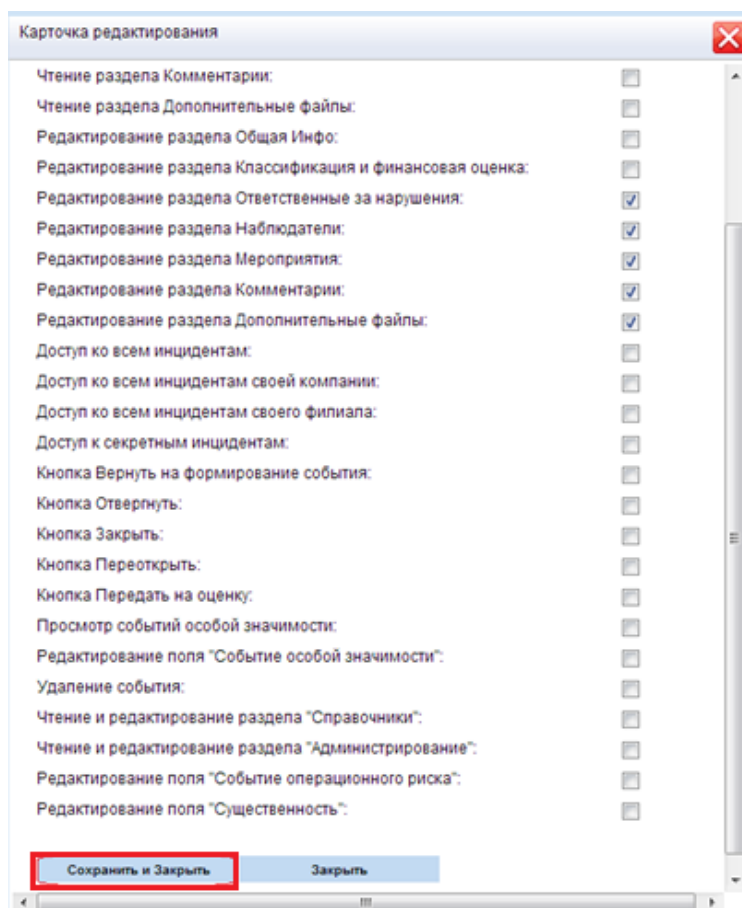 Карточка редактирования
Чтение раздела Комментарии:
Чтение раздела Дополнительные файлы:
Редактирование раздела Общая Инфо:
Редактирование раздела Классификация и финансовая оценка:
Редактирование раздела Ответственные за нарушения:
Редактирование раздела Наблюдатели:
Редактирование раздела Мероприятия:
Редактирование раздела Комментарии:
Редактирование раздела Дополнительные файлы:
Доступ ко всем инцидентам:
Доступ ко всем инцидентам своей компании:
Доступ ко всем инцидентам своего филиала:
Доступ к секретным инцидентам:
Кнопка Вернуть на формирование события:
Кнопка Отвергнуть:
Кнопка Закрыть:
Кнопка Переоткрыть:
Кнопка Передать на оценку:
Просмотр событий особой значимости:
Редактирование поля "Событие особой значимости":
Удаление события:
Чтение и редактирование раздела "Справочники":
Чтение и редактирование раздела "Администрирование":
Редактирование поля "Событие операционного риска":
Редактирование поля "Существенность":
Сохранить и Закрыть Закрыть